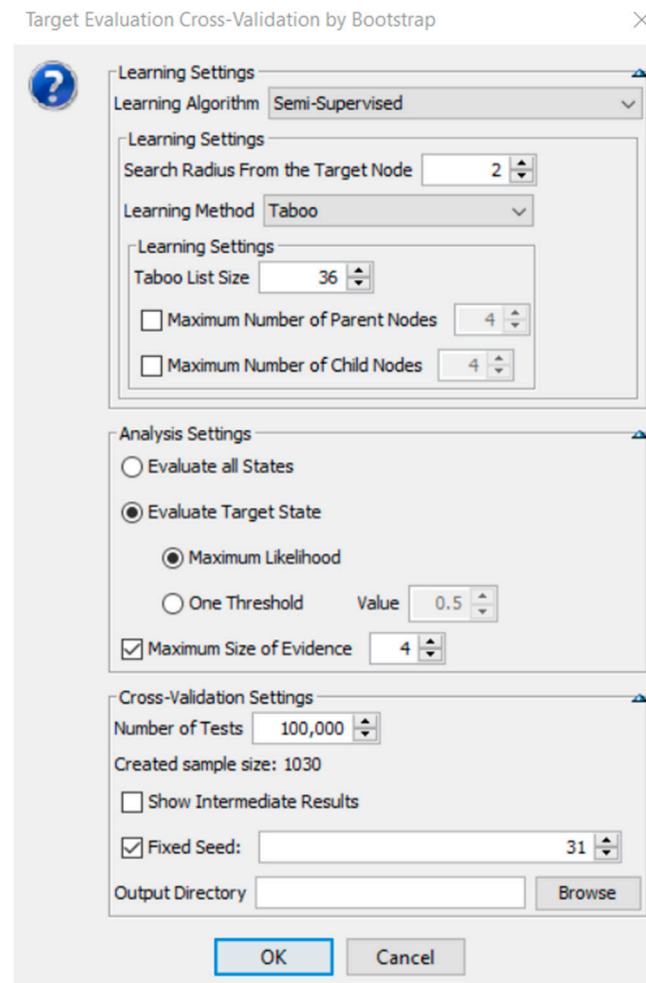 Target Evaluation Cross-Validation by Bootstrap
Learning Settings
Learning Algorithm Semi-Supervised
Learning Settings
Search Radius From the Target Node 2
Learning Method Taboo
Learning Settings
Taboo List Size 36
Maximum Number of Parent Nodes 4
Maximum Number of Child Nodes 4
Analysis Settings
Evaluate all States
Evaluate Target State
Maximum Likelihood
One Threshold Value 0.5
Maximum Size of Evidence 4
Cross-Validation Settings
Number of Tests 100,000
Created sample size: 1030
Show Intermediate Results
Fixed Seed: 31
Output Directory Browse
OK Cancel